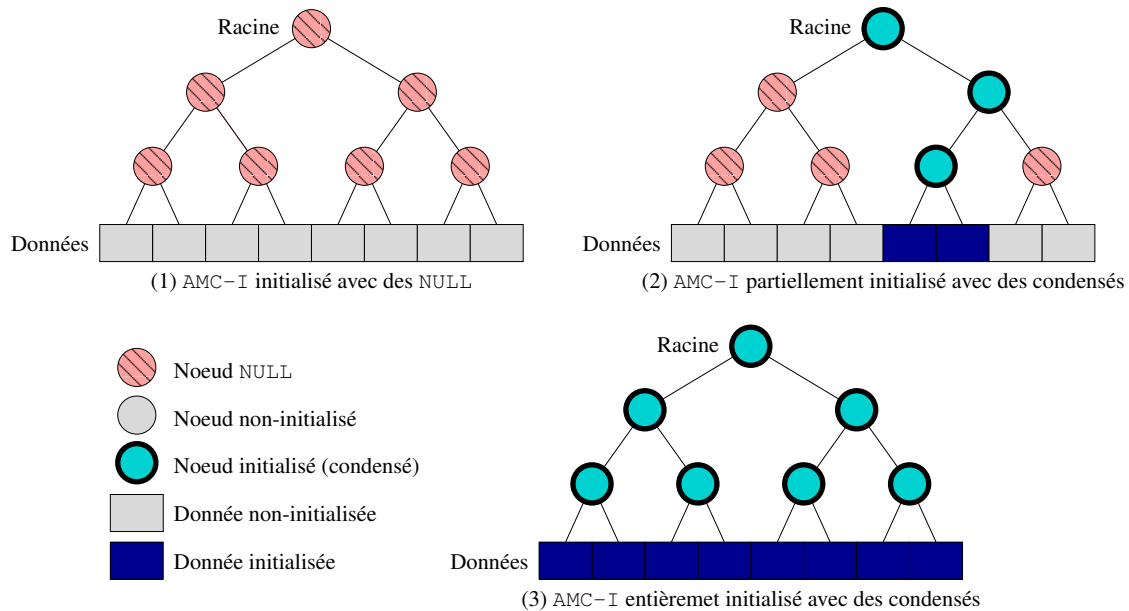 Racine
Données
(1) AMC-I initialisé avec des NULL
Racine
Données
(2) AMC-I partiellement initialisé avec des condensés
Noeud NULL
Noeud non-initialisé
Noeud initialisé (condensé)
Donnée non-initialisée
Donnée initialisée
Racine
Données
(3) AMC-I entièremet initialisé avec des condensés